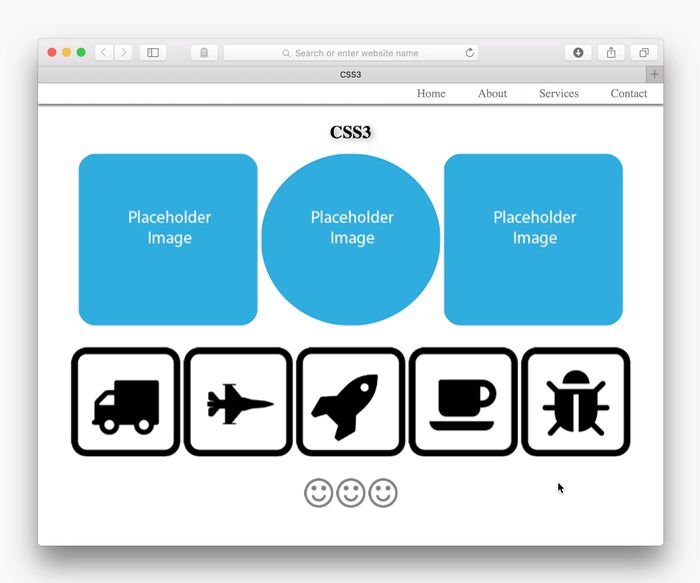 Search or enter website name
CSS3
Home About Services Contact
CSS3
Placeholder
Image
Placeholder
Image
Placeholder
Image